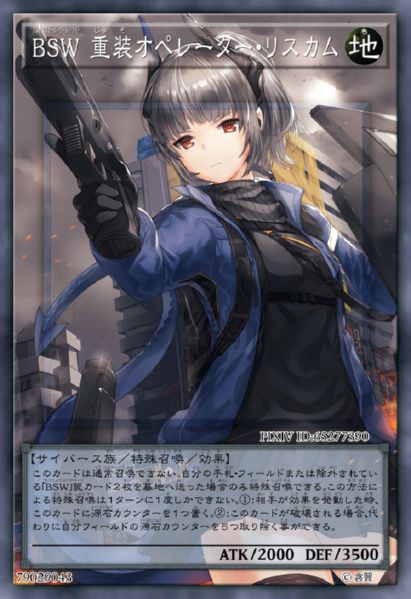 BSW 重装オペレーター・リスカム
地
PIXIV ID:65277390
【サイバース族／特殊召喚／効果】
このカードは通常召喚できない。自分の手札・フィールドまたは除外されている
「BSW」罠カード２枚を墓地へ送った場合のみ特殊召喚できる。この方法に
よる特殊召喚は１ターンに１度しかできない。①:相手が効果を発動した時、
このカードに源石カウンターを１つ置く。②:このカードが破壊される場合、代
わりに自分フィールドの源石カウンターを５つ取り除く事ができる。
ATK/2000 DEF/3500
79029043